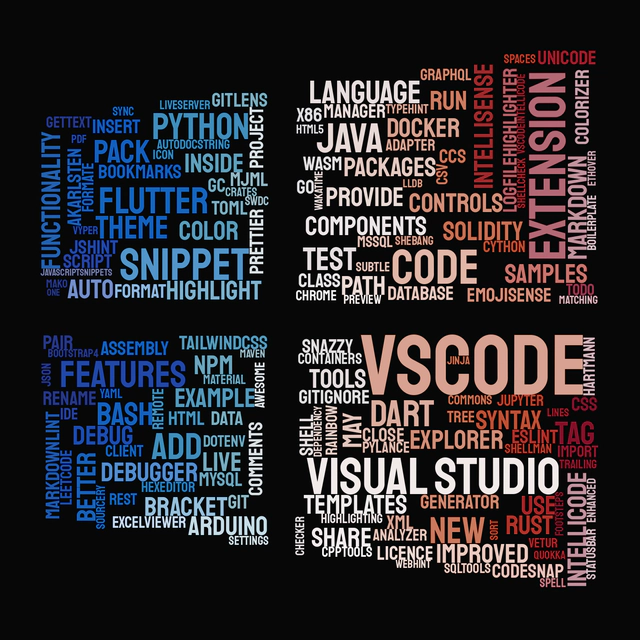 SYNC
LIVESERVER
GITLENS
GETTEXT
INSERT
PYTHON
PROJECT
PDF
FUNCTIONALITY
PACK
ICON
AUTODOCSTRING
INSIDE
AKARLSTEN
FORMATE
BOOKMARKS
GC
MJML
CRATES
FLUTTER
TOML
SWDC
VYPER
THEME
COLOR
PRETTIER
JSHINT
SCRIPT
SNIPPET
JAVASCRIPTSNIPPETS
MAKO
ONE
AUTO
FORMAT
HIGHLIGHT
SPACES
UNICODE
GRAPHQL
LANGUAGE
RUN
INTELLISENSE
LOGFILEHIGHLIGHTER
EXTENSION
COLORIZER
X86
MANAGER
TYPEHINT
HTML5
JAVA
DOCKER
ADAPTER
SHELLCHECK
VSCODEINTELLICODE
WASM
PACKAGES
CCS
CSV
GO
WAKATIME
LLDB
PROVIDE
CONTROLS
MARKDOWN
BOILERPLATE
ETHOVER
COMPONENTS
SOLIDITY
MSSQL
SHEBANG
CYTHON
TEST
SUBTLE
CODE
SAMPLES
CLASS
PATH
CHROME
PREVIEW
DATABASE
EMOJISENSE
TODO
MATCHING
PAIR
BOOTSTRAP4
ASSEMBLY
TAILWINDCSS
MAVEN
JSON
FEATURES
NPM
MATERIAL
AWESOME
RENAME
YAML
REMOTE
EXAMPLE
IDE
BASH
HTML
DATA
MARKDOWNLINT
DEBUG
CLIENT
ADD
DOTENV
COMMENTS
LEETCODE
BETTER
DEBUGGER
LIVE
MYSQL
HEXEDITOR
SOURCERY
REST
BRACKET
GIT
EXCELVIEWER
ARDUINO
SETTINGS
SNAZZY
CONTAINERS
VSCODE
JINJA
HARTMANN
TOOLS
GITIGNORE
COMMONS
JUPYTER
CSS
SHELL
DEPENDENCY
RAINBOW
MAY
DART
TREE
SYNTAX
LINES
CLOSE
PYLANCE
EXPLORER
ESLINT
SHELLMAN
TAG
IMPORT
TRAILING
VISUAL STUDIO
TEMPLATES
GENERATOR
USE
FOOTSTEPS
INTELLICODE
ENHANCED
STATUSBAR
HIGHLIGHTING
XML
CHECKER
SHARE
ANALYZER
NEW
SORT
RUST
CPPTOOLS
LICENCE
IMPROVED
VETUR
QUOKKA
WEBHINT
SQLTOOLS
CODESNAP
SPELL